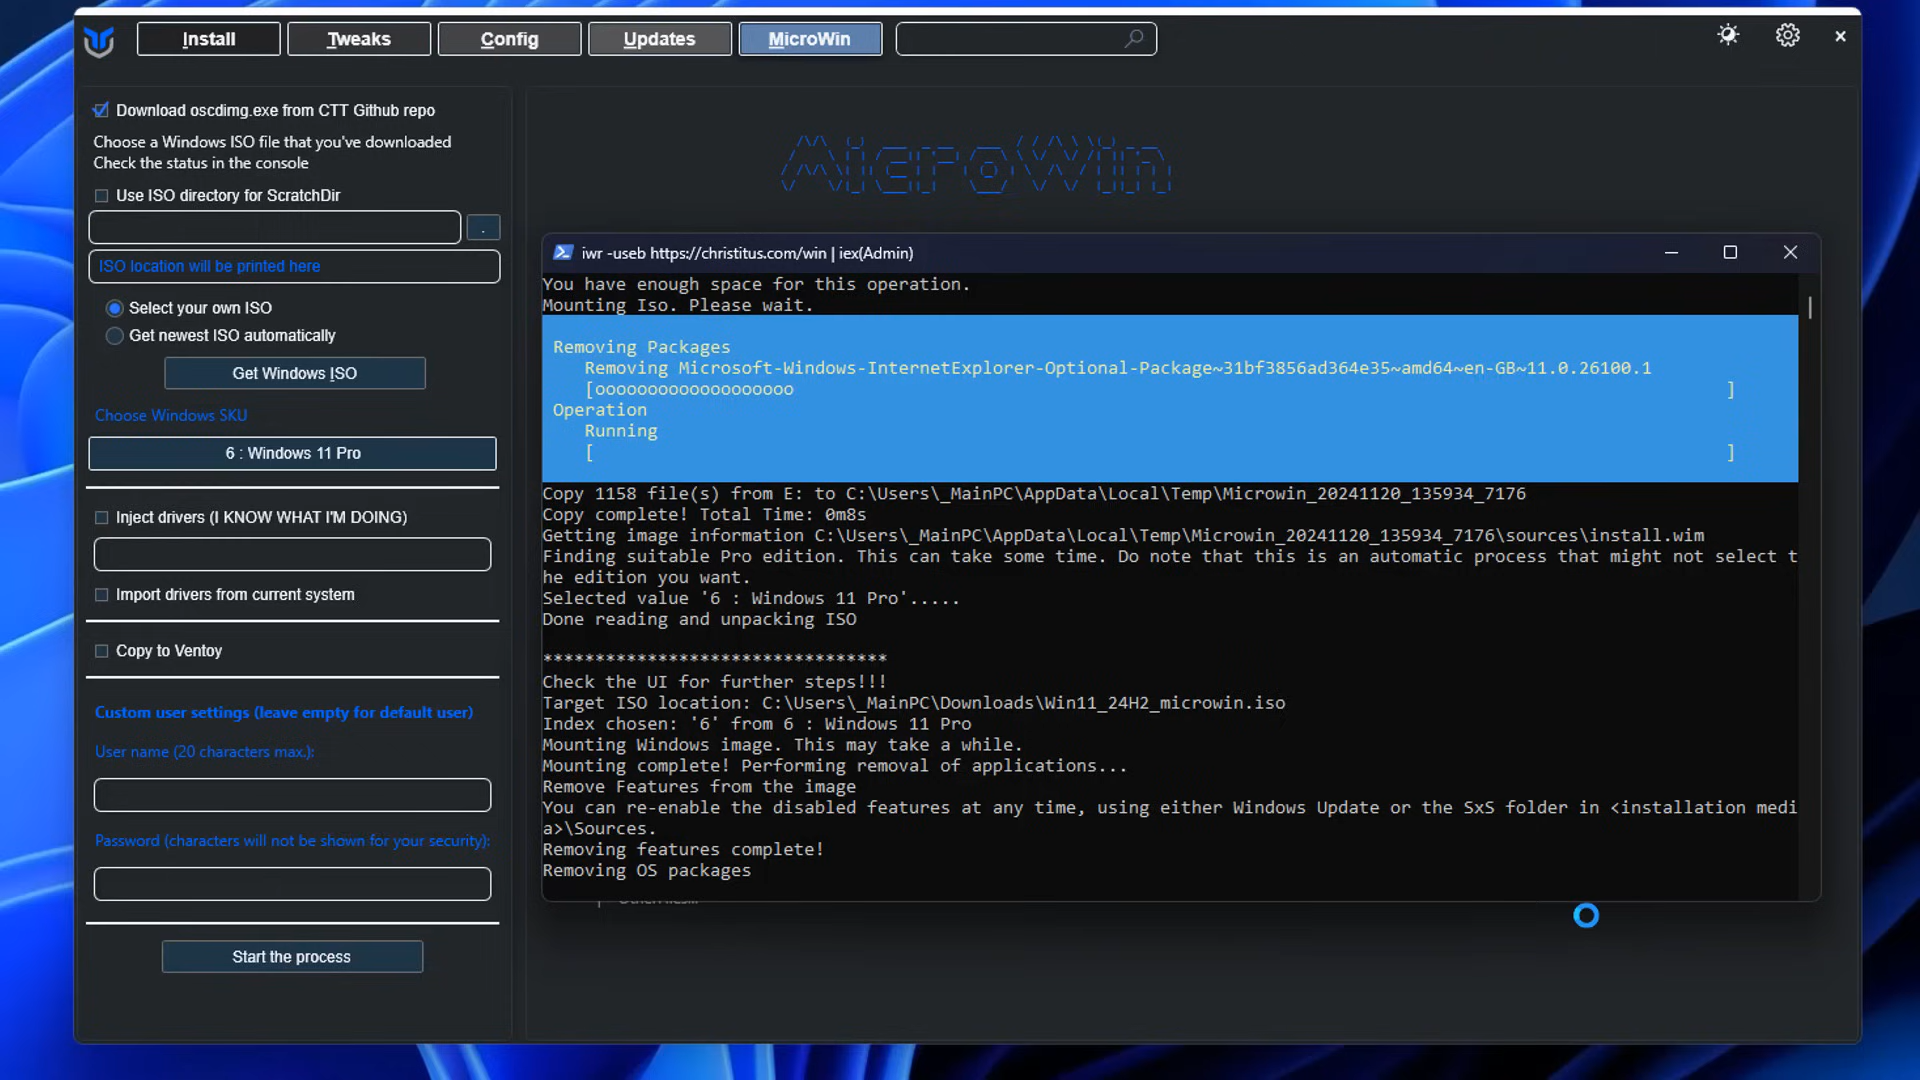 Install
Tweaks
Config
Updates
MicroWin
Download oscdimg.exe from CTT Github repo
Choose a Windows ISO file that you've downloaded
Check the status in the console
Use ISO directory for ScratchDir
.
ISO location will be printed here
Select your own ISO
Get newest ISO automatically
Get Windows ISO
Choose Windows SKU
6 : Windows 11 Pro
Inject drivers (I KNOW WHAT I'M DOING)
Import drivers from current system
Copy to Ventoy
Custom user settings (leave empty for default user)
User name (20 characters max.):
Password (characters will not be shown for your security):
Start the process
MicroWin
iwr -useb https://christitus.com/win | iex(Admin)
You have enough space for this operation.
Mounting Iso. Please wait.
Removing Packages
Removing Microsoft-Windows-InternetExplorer-Optional-Package~31bf3856ad364e35~amd64~en-GB~11.0.26100.1
[ooooooooooooooooooo ]
Operation
Running
[ ]
Copy 1158 file(s) from E: to C:\Users\_MainPC\AppData\Local\Temp\Microwin_20241120_135934_7176
Copy complete! Total Time: 0m8s
Getting image information C:\Users\_MainPC\AppData\Local\Temp\Microwin_20241120_135934_7176\sources\install.wim
Finding suitable Pro edition. This can take some time. Do note that this is an automatic process that might not select t
he edition you want.
Selected value '6 : Windows 11 Pro'.....
Done reading and unpacking ISO
*********************************
Check the UI for further steps!!!
Target ISO location: C:\Users\_MainPC\Downloads\Win11_24H2_microwin.iso
Index chosen: '6' from 6 : Windows 11 Pro
Mounting Windows image. This may take a while.
Mounting complete! Performing removal of applications...
Remove Features from the image
You can re-enable the disabled features at any time, using either Windows Update or the SxS folder in <installation medi
a>\Sources.
Removing features complete!
Removing OS packages